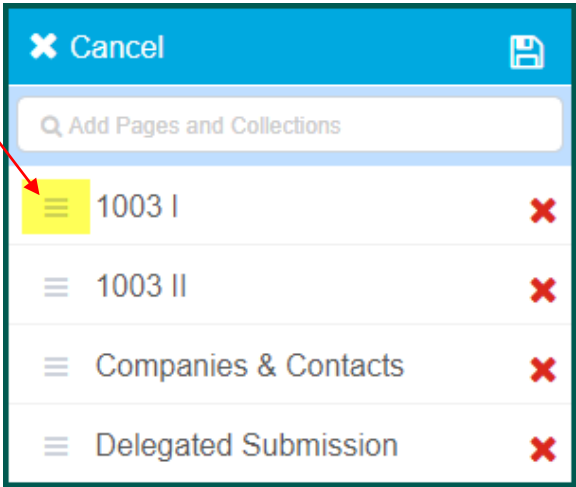 Cancel
Add Pages and Collections
1003 I
1003 II
Companies & Contacts
Delegated Submission